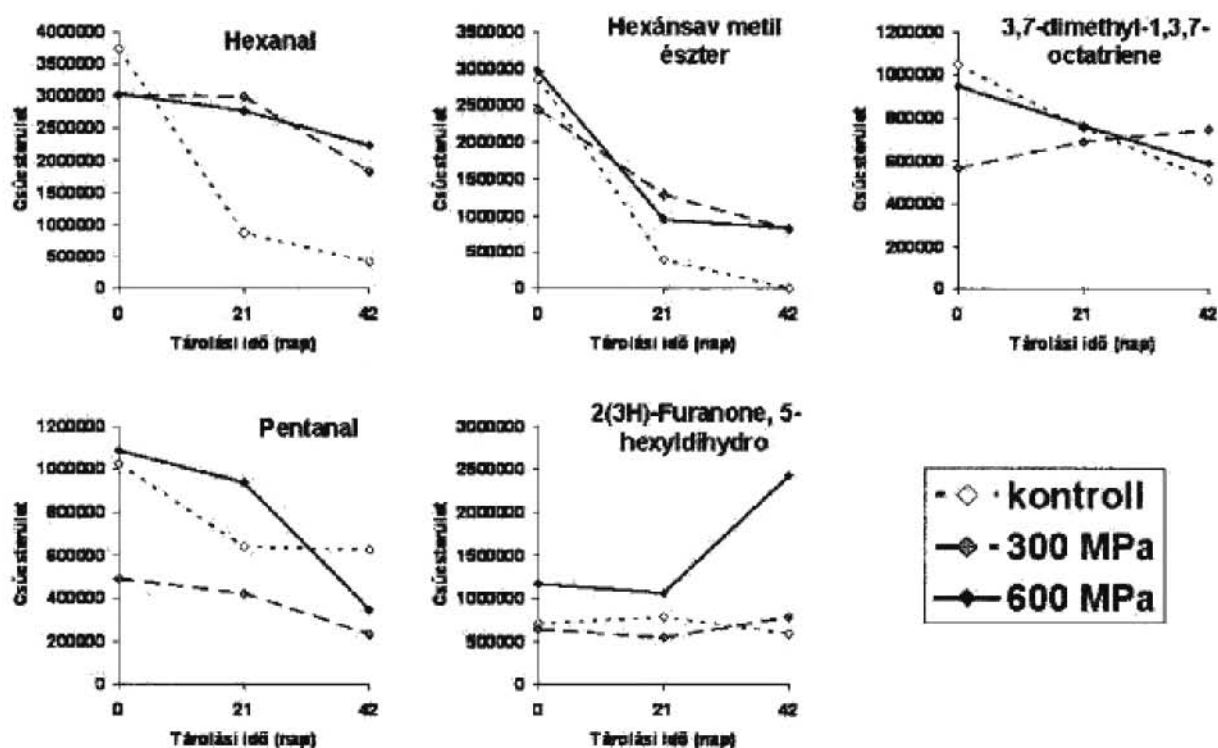 Hexanal
4000000
3500000
3000000
2500000
2000000
1500000
1000000
500000
0
Csúcsterület
0 21 42
Tárolási idő (nap)
Hexánsav metil
észter
3500000
3000000
2500000
2000000
1500000
1000000
500000
0
Csúcsterület
0 21 42
Tárolási idő (nap)
3,7-dimethyl-1,3,7-
octatriene
1200000
1000000
800000
600000
400000
200000
0
Csúcsterület
0 21 42
Tárolási idő (nap)
Pentanal
1200000
1000000
800000
600000
400000
200000
0
Csúcsterület
0 21 42
Tárolási idő (nap)
2(3H)-Furanone, 5-
hexyldihydro
3000000
2500000
2000000
1500000
1000000
500000
0
Csúcsterület
0 21 42
Tárolási idő (nap)
kontroll
300 MPa
600 MPa